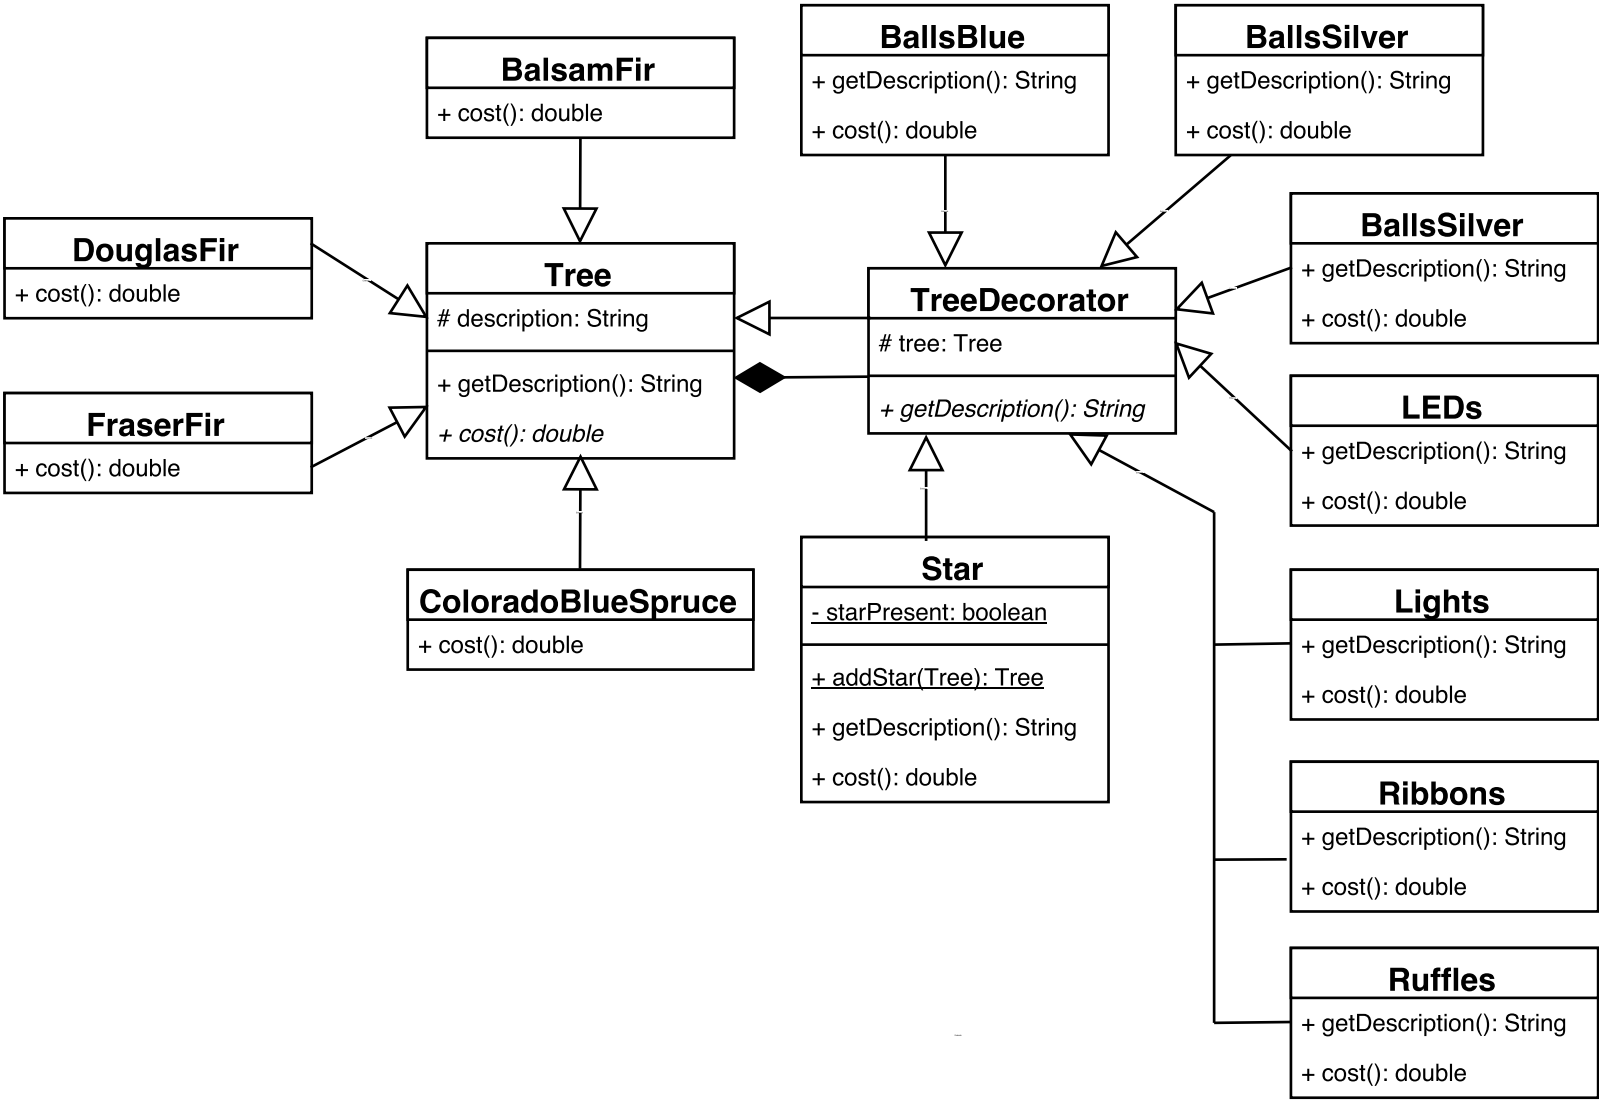 BalsamFir
+ cost(): double
BallsBlue
+ getDescription(): String
+ cost(): double
BallsSilver
+ getDescription(): String
+ cost(): double
DouglasFir
+ cost(): double
Tree
# description: String
+ getDescription(): String
+ cost(): double
TreeDecorator
# tree: Tree
+ getDescription(): String
BallsSilver
+ getDescription(): String
+ cost(): double
FraserFir
+ cost(): double
LEDs
+ getDescription(): String
+ cost(): double
ColoradoBlueSpruce
+ cost(): double
Star
- starPresent: boolean
+ addStar(Tree): Tree
+ getDescription(): String
+ cost(): double
Lights
+ getDescription(): String
+ cost(): double
Ribbons
+ getDescription(): String
+ cost(): double
Ruffles
+ getDescription(): String
+ cost(): double